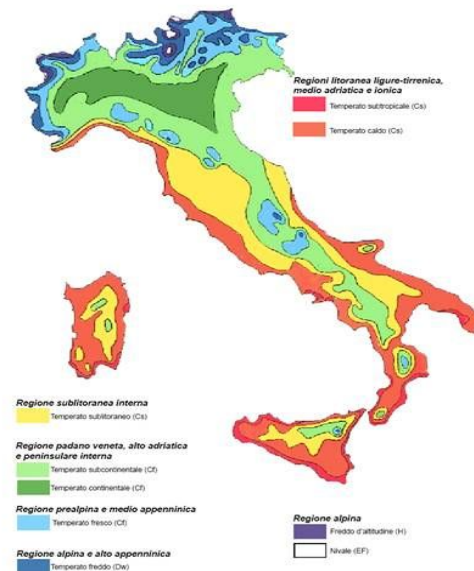 Regioni litoranea ligure-tirrenica,
medio adriatica e ionica
Temperato subtropicale (Cs)
Temperato caldo (Cs)
Regione sublitoranea interna
Temperato sublitoraneo (Cs)
Regione padano veneta, alto adriatica
e peninsulare interna
Temperato subcontinentale (Cf)
Temperato continentale (Cf)
Regione prealpina e medio appenninica
Temperato fresco (Cf)
Regione alpina e alto appenninica
Temperato freddo (Dw)
Regione alpina
Freddo d'altitudine (H)
Nivale (EF)